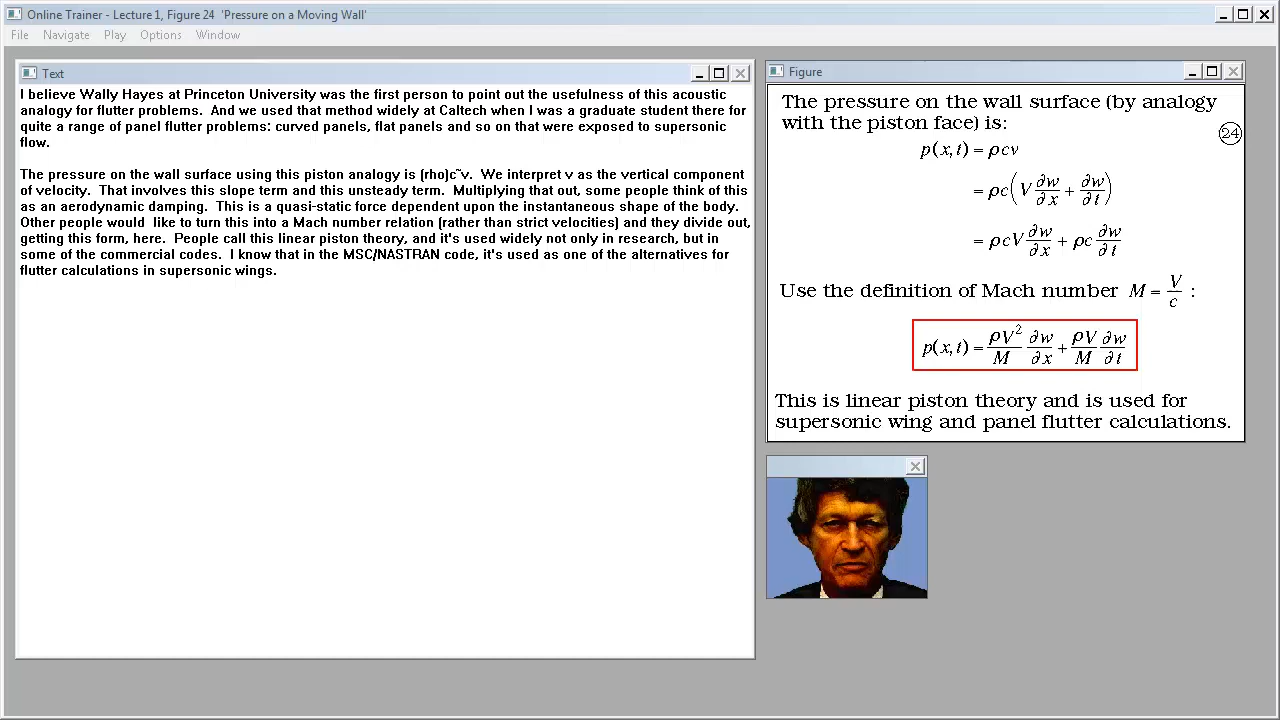 Online Trainer - Lecture 1, Figure 24  'Pressure on a Moving Wall'
File Navigate Play Options Window
Text
I believe Wally Hayes at Princeton University was the first person to point out the usefulness of this acoustic
analogy for flutter problems.  And we used that method widely at Caltech when I was a graduate student there for
quite a range of panel flutter problems: curved panels, flat panels and so on that were exposed to supersonic
flow.
The pressure on the wall surface using this piston analogy is (rho)c~v.  We interpret v as the vertical component
of velocity.  That involves this slope term and this unsteady term.  Multiplying that out, some people think of this
as an aerodynamic damping.  This is a quasi-static force dependent upon the instantaneous shape of the body.
Other people would  like to turn this into a Mach number relation (rather than strict velocities) and they divide out,
getting this form, here.  People call this linear piston theory, and it's used widely not only in research, but in
some of the commercial codes.  I know that in the MSC/NASTRAN code, it's used as one of the alternatives for
flutter calculations in supersonic wings.
Figure
The pressure on the wall surface (by analogy
with the piston face) is:
24
p(x,t) = ρcv
= ρc(V ∂w/∂x + ∂w/∂t)
= ρcV ∂w/∂x + ρc ∂w/∂t
Use the definition of Mach number M = V/c :
p(x,t) = ρV²/M ∂w/∂x + ρV/M ∂w/∂t
This is linear piston theory and is used for
supersonic wing and panel flutter calculations.